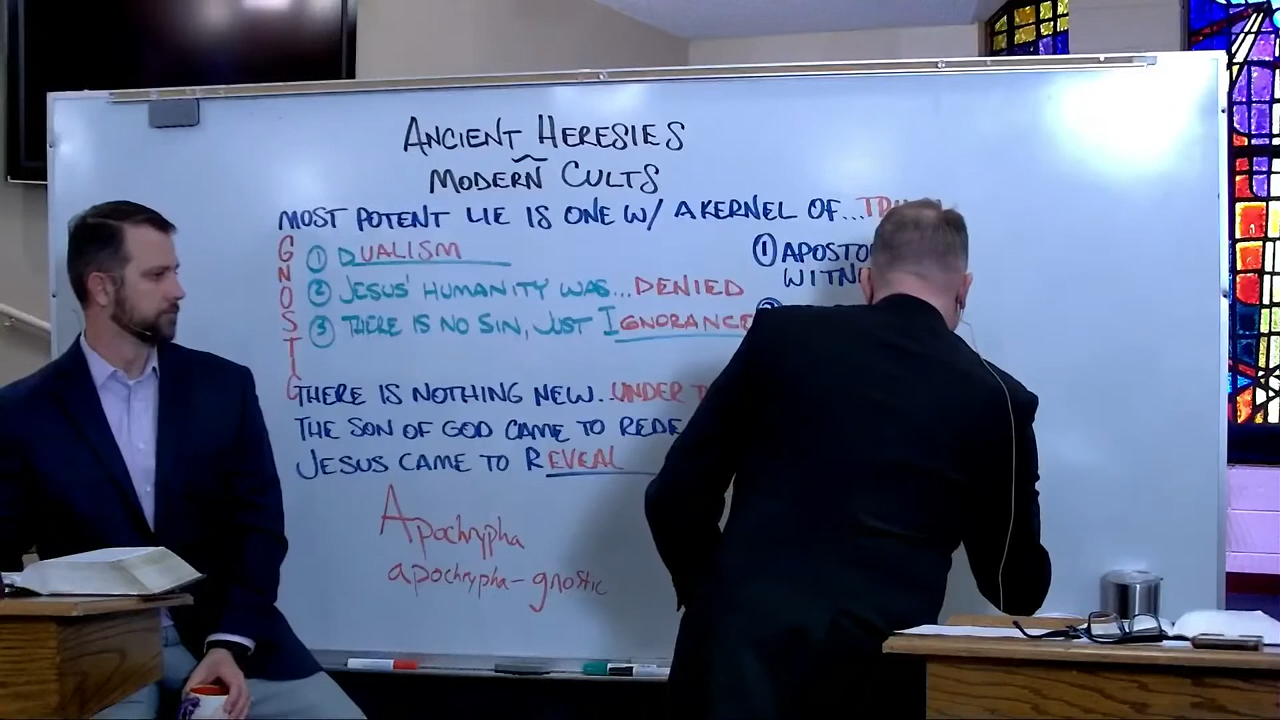 ANCIENT HERESIES
~
MODERN CULTS
MOST POTENT LIE IS ONE W/ A KERNEL OF...
GNOSTIC
① DUALISM
② JESUS' HUMANITY WAS...DENIED
③ THERE IS NO SIN, JUST IGNORANCE
THERE IS NOTHING NEW. UNDER
THE SON OF GOD CAME TO
JESUS CAME TO REVEAL
Apochrypha
apochrypha-gnostic
①